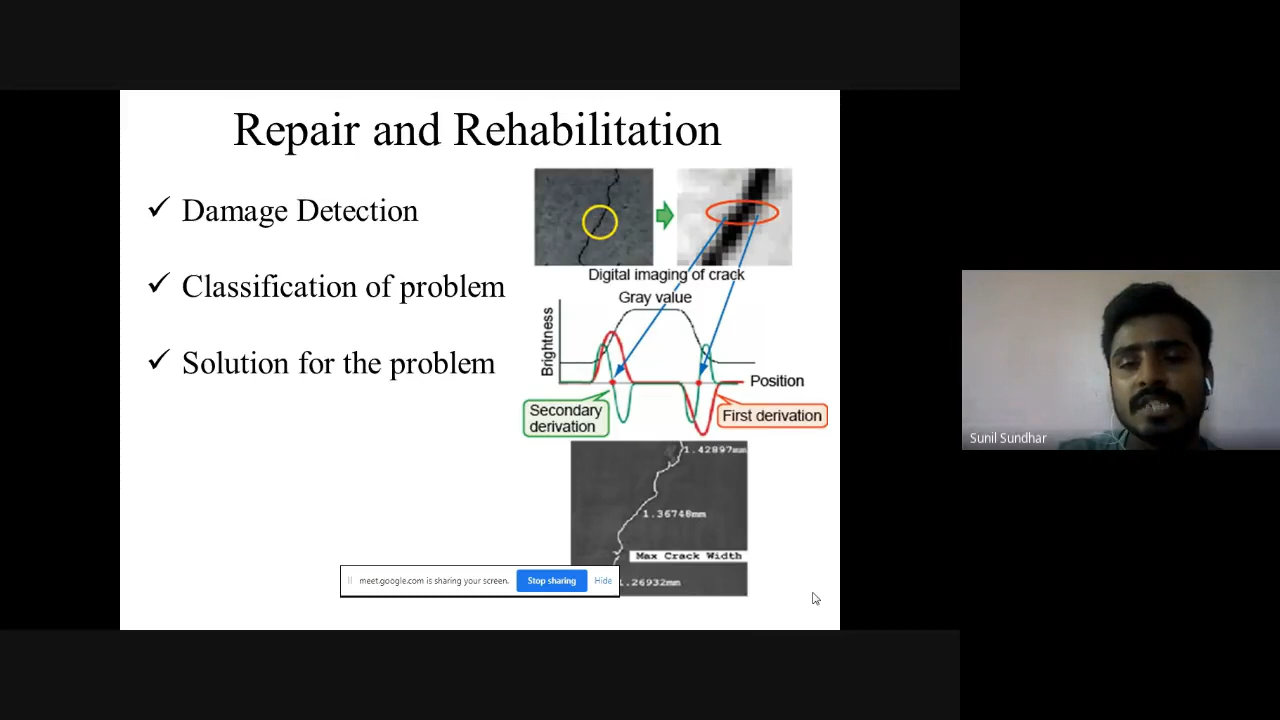 Repair and Rehabilitation
✓ Damage Detection
✓ Classification of problem
✓ Solution for the problem
Digital imaging of crack
Gray value
Brightness
Position
Secondary
derivation
First derivation
1.42897mm
1.36748mm
Max Crack Width
1.26932mm
meet.google.com is sharing your screen.
Stop sharing
Hide
Sunil Sundhar